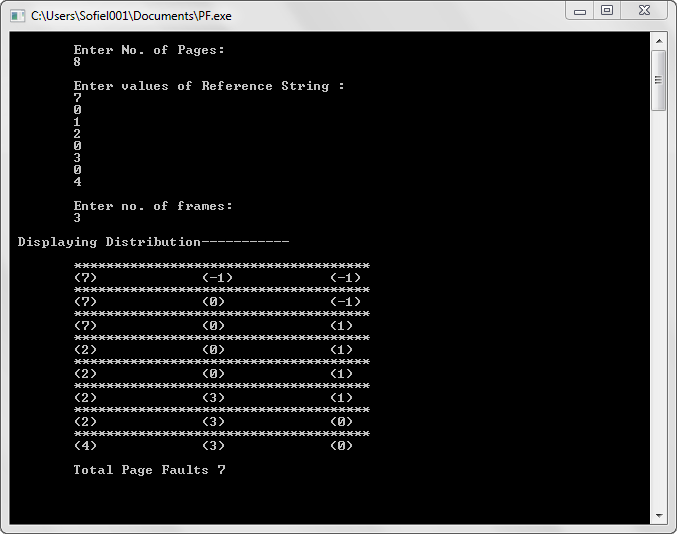 C:\Users\Sofiel001\Documents\PF.exe
Enter No. of Pages:
8
Enter values of Reference String :
7
0
1
2
0
3
0
4
Enter no. of frames:
3
Displaying Distribution-----------
*************************************
(7) (-1) (-1)
*************************************
(7) (0) (-1)
*************************************
(7) (0) (1)
*************************************
(2) (0) (1)
*************************************
(2) (0) (1)
*************************************
(2) (3) (1)
*************************************
(2) (3) (0)
*************************************
(4) (3) (0)
Total Page Faults 7